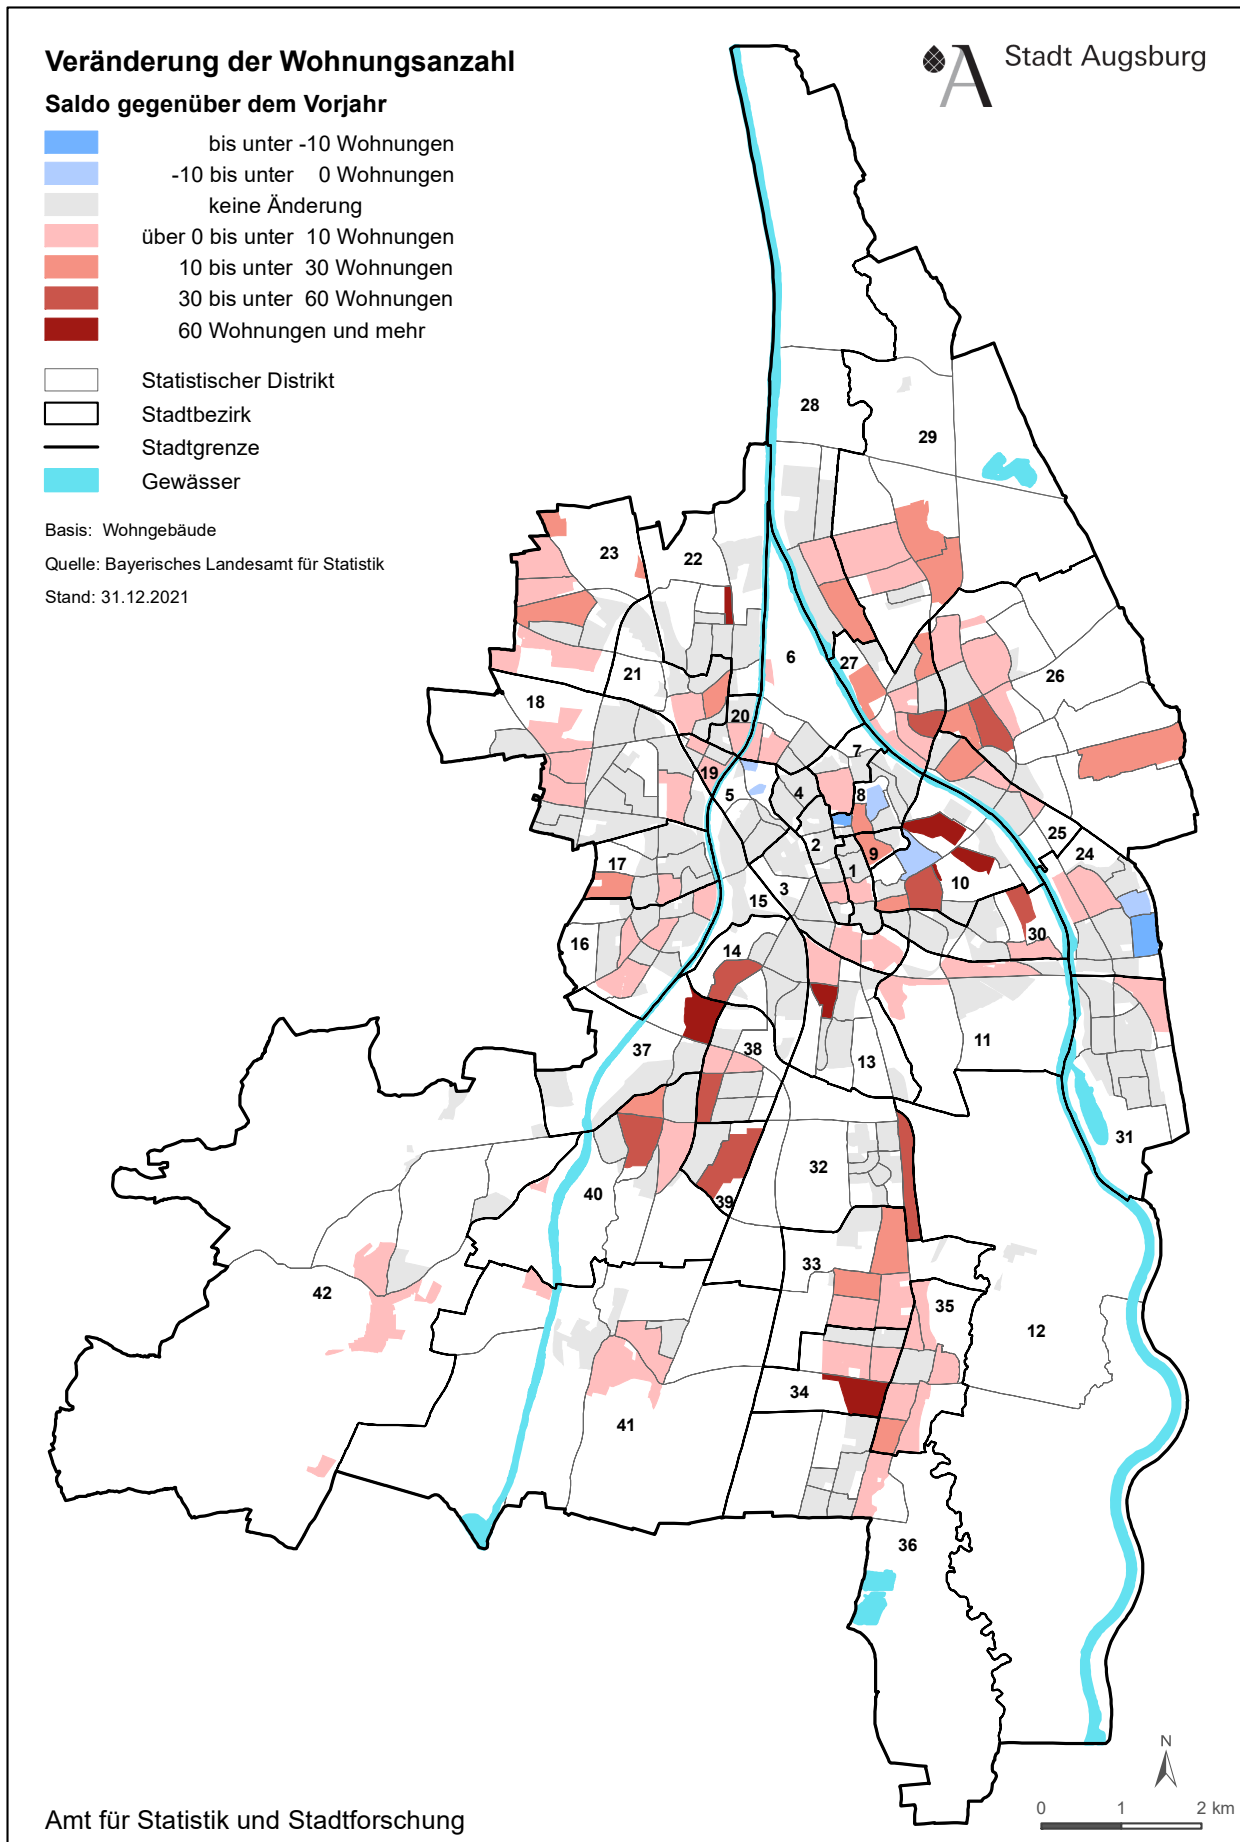 Veränderung der Wohnungsanzahl
Saldo gegenüber dem Vorjahr
bis unter -10 Wohnungen
-10 bis unter 0 Wohnungen
keine Änderung
über 0 bis unter 10 Wohnungen
10 bis unter 30 Wohnungen
30 bis unter 60 Wohnungen
60 Wohnungen und mehr
Statistischer Distrikt
Stadtbezirk
Stadtgrenze
Gewässer
Basis: Wohngebäude
Quelle: Bayerisches Landesamt für Statistik
Stand: 31.12.2021
A Stadt Augsburg
28
29
23
22
6
27
26
21
18
20
7
19
5
4
8
2
25
24
17
1
9
10
3
15
16
14
30
37
38
13
11
31
32
40
39
33
42
35
12
34
41
36
N
0 1 2 km
Amt für Statistik und Stadtforschung